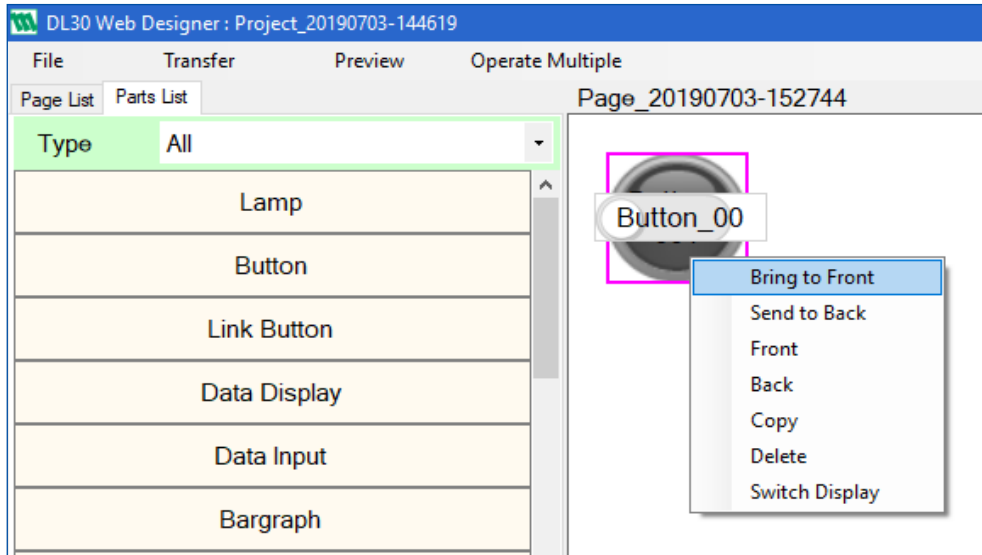 DL30 Web Designer : Project_20190703-144619
File Transfer Preview Operate Multiple
Page List Parts List
Page_20190703-152744
Type All
Lamp
Button
Link Button
Data Display
Data Input
Bargraph
Button_00
Bring to Front
Send to Back
Front
Back
Copy
Delete
Switch Display